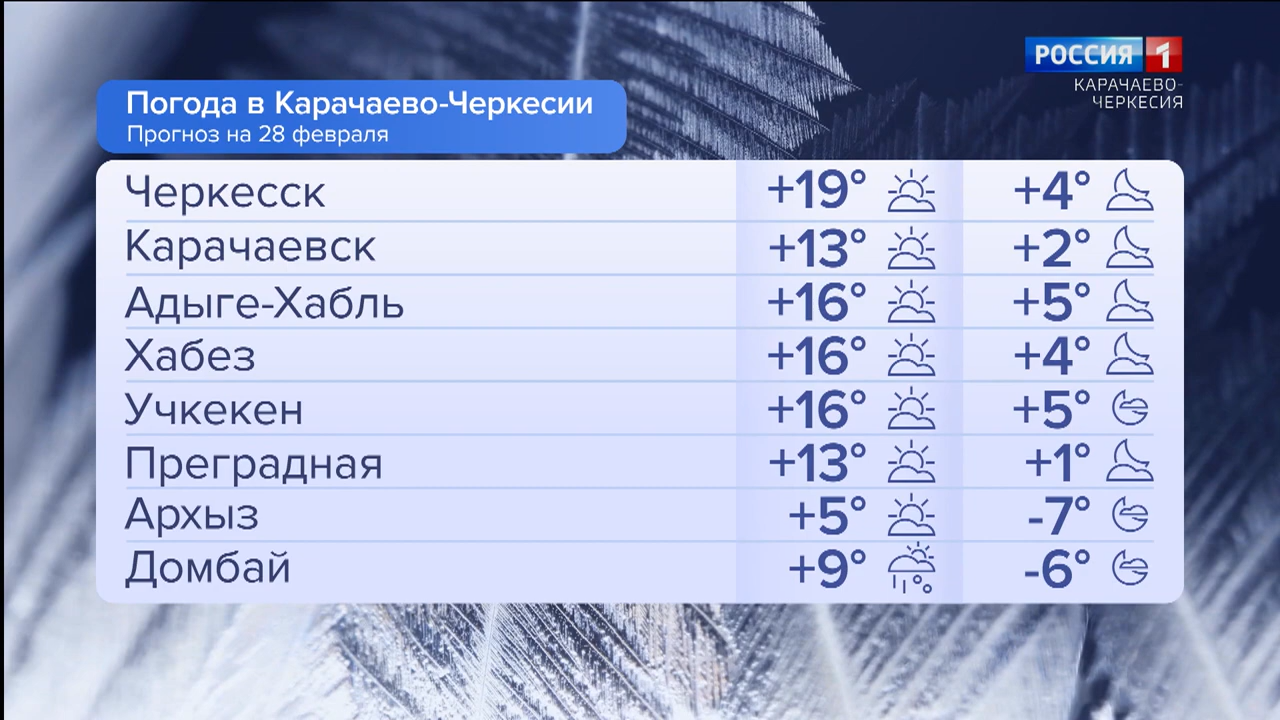 РОССИЯ 1
КАРАЧАЕВО-
ЧЕРКЕСИЯ
Погода в Карачаево-Черкесии
Прогноз на 28 февраля
Черкесск +19° +4°
Карачаевск +13° +2°
Адыге-Хабль +16° +5°
Хабез +16° +4°
Учкекен +16° +5°
Преградная +13° +1°
Архыз +5° -7°
Домбай +9° -6°